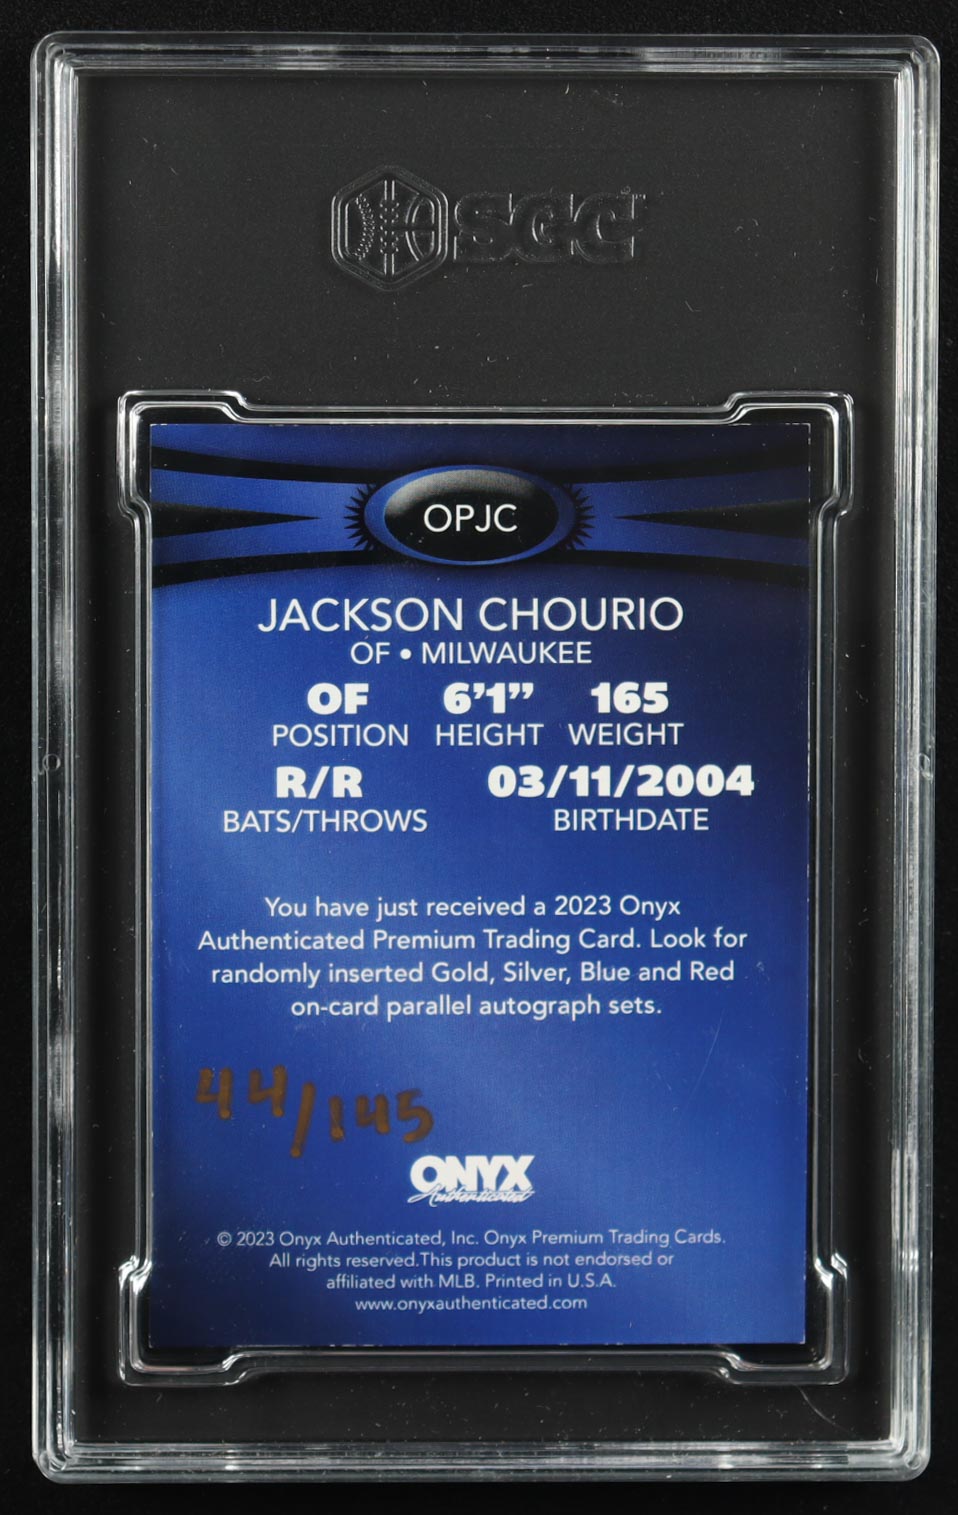 SGC
OPJC
JACKSON CHOURIO
OF • MILWAUKEE
OF 6’1” 165
POSITION HEIGHT WEIGHT
R/R 03/11/2004
BATS/THROWS BIRTHDATE
You have just received a 2023 Onyx
Authenticated Premium Trading Card. Look for
randomly inserted Gold, Silver, Blue and Red
on-card parallel autograph sets.
44/145
ONYX
Authenticated
© 2023 Onyx Authenticated, Inc. Onyx Premium Trading Cards.
All rights reserved.This product is not endorsed or
affiliated with MLB. Printed in U.S.A.
www.onyxauthenticated.com